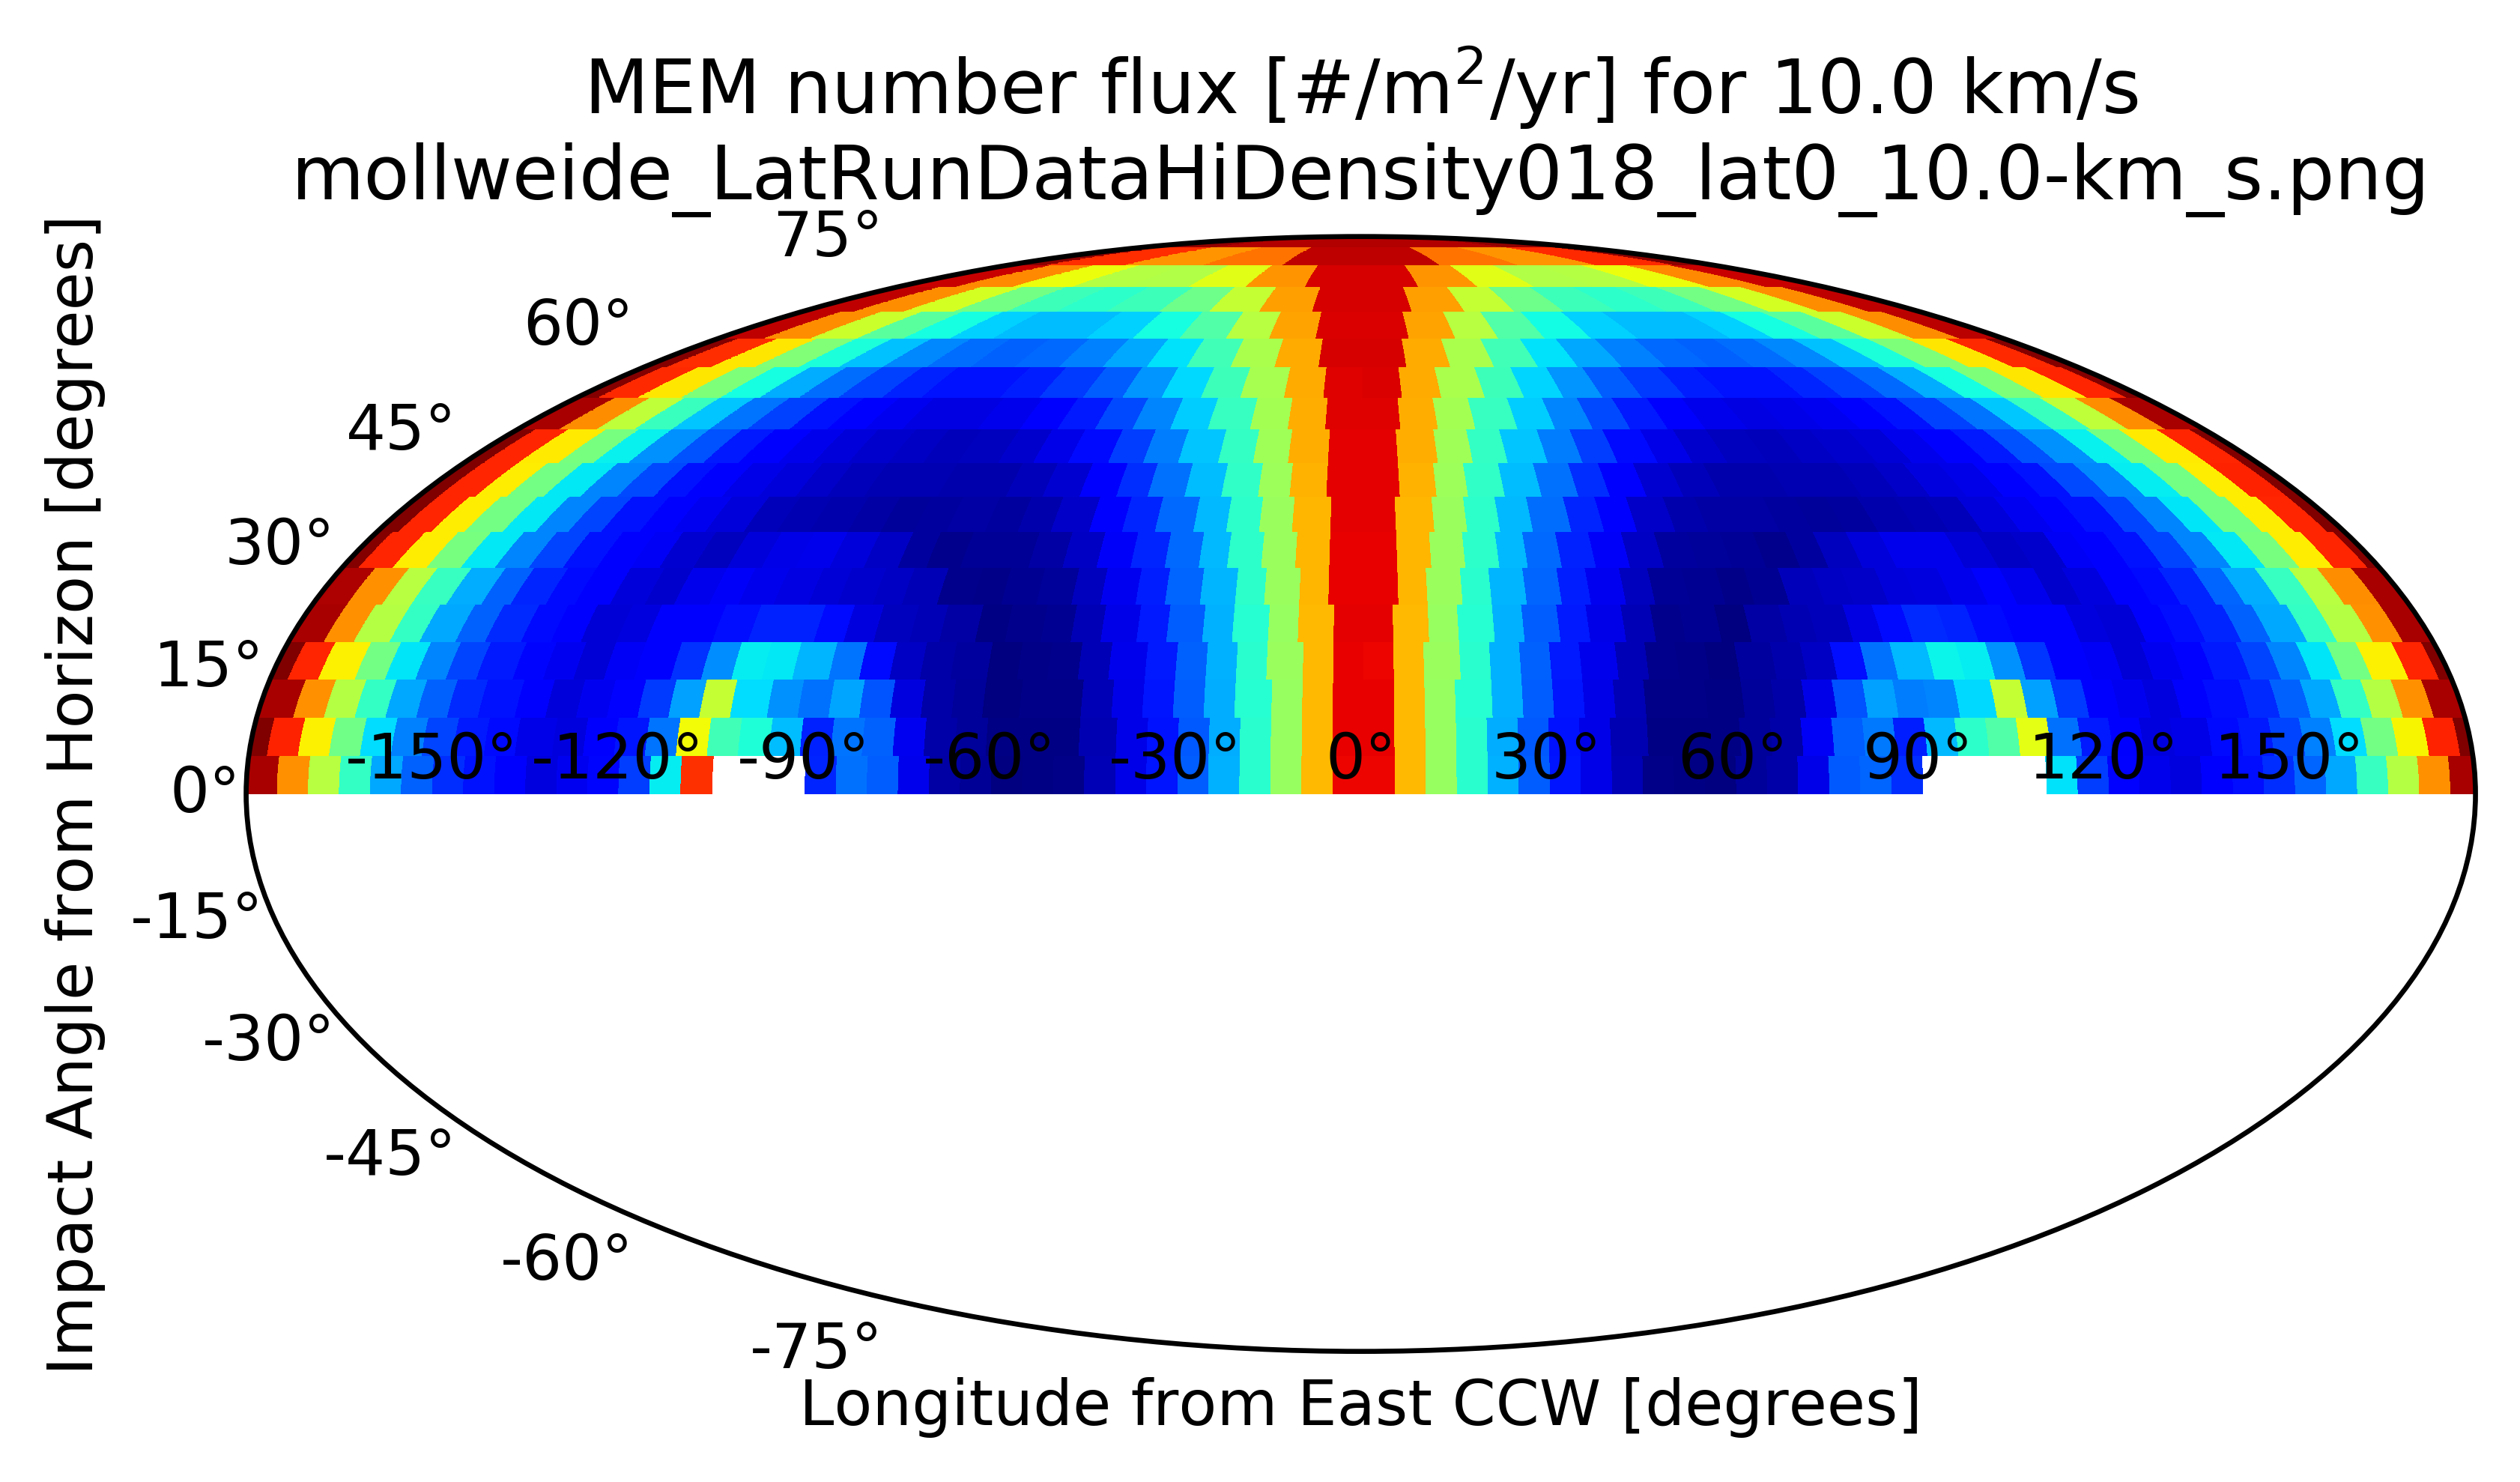 MEM number flux [#/m²/yr] for 10.0 km/s
mollweide_LatRunDataHiDensity018_lat0_10.0-km_s.png
Impact Angle from Horizon [degrees]
75°
60°
45°
30°
15°
0°
-15°
-30°
-45°
-60°
-75°
-150° -120° -90° -60° -30° 0° 30° 60° 90° 120° 150°
Longitude from East CCW [degrees]